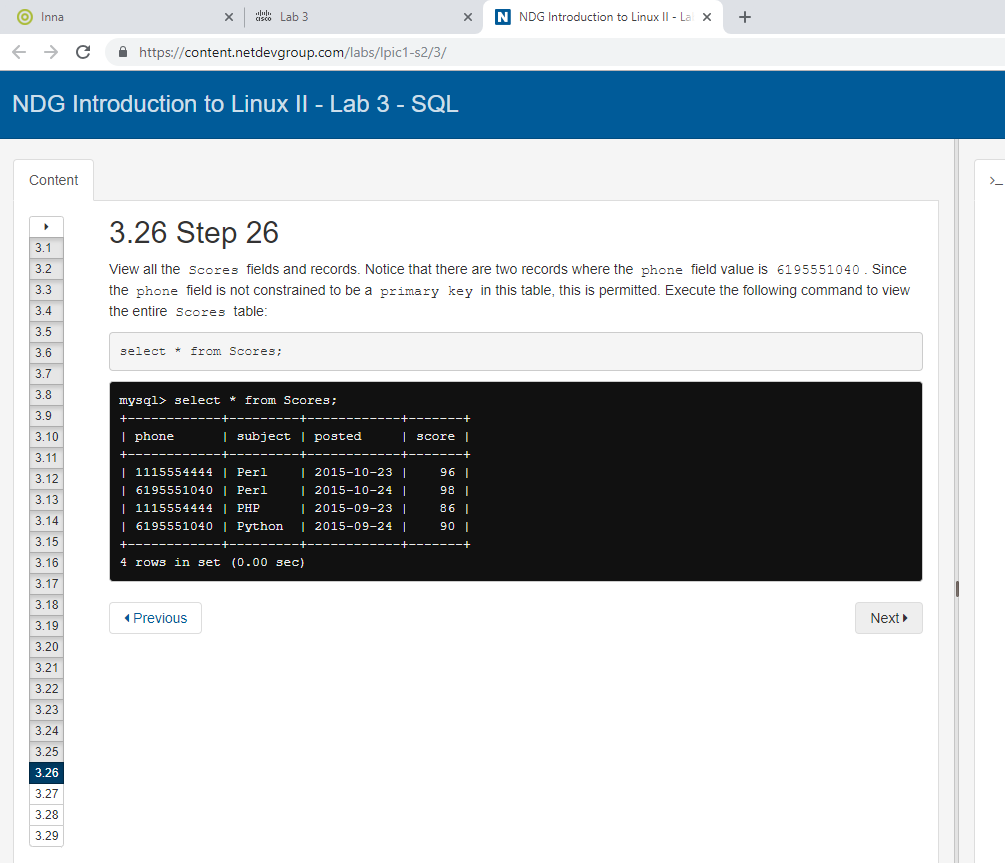 Inna
Lab 3
NDG Introduction to Linux II - La
https://content.netdevgroup.com/labs/lpic1-s2/3/
NDG Introduction to Linux II - Lab 3 - SQL
Content
>_
3.1
3.2
3.3
3.4
3.5
3.6
3.7
3.8
3.9
3.10
3.11
3.12
3.13
3.14
3.15
3.16
3.17
3.18
3.19
3.20
3.21
3.22
3.23
3.24
3.25
3.26
3.27
3.28
3.29
3.26 Step 26
View all the Scores fields and records. Notice that there are two records where the phone field value is 6195551040 . Since
the phone field is not constrained to be a primary key in this table, this is permitted. Execute the following command to view
the entire Scores table:
select * from Scores;
mysql> select * from Scores;
+------------+---------+------------+-------+
| phone      | subject | posted     | score |
+------------+---------+------------+-------+
| 1115554444 | Perl    | 2015-10-23 |    96 |
| 6195551040 | Perl    | 2015-10-24 |    98 |
| 1115554444 | PHP     | 2015-09-23 |    86 |
| 6195551040 | Python  | 2015-09-24 |    90 |
+------------+---------+------------+-------+
4 rows in set (0.00 sec)
Previous
Next